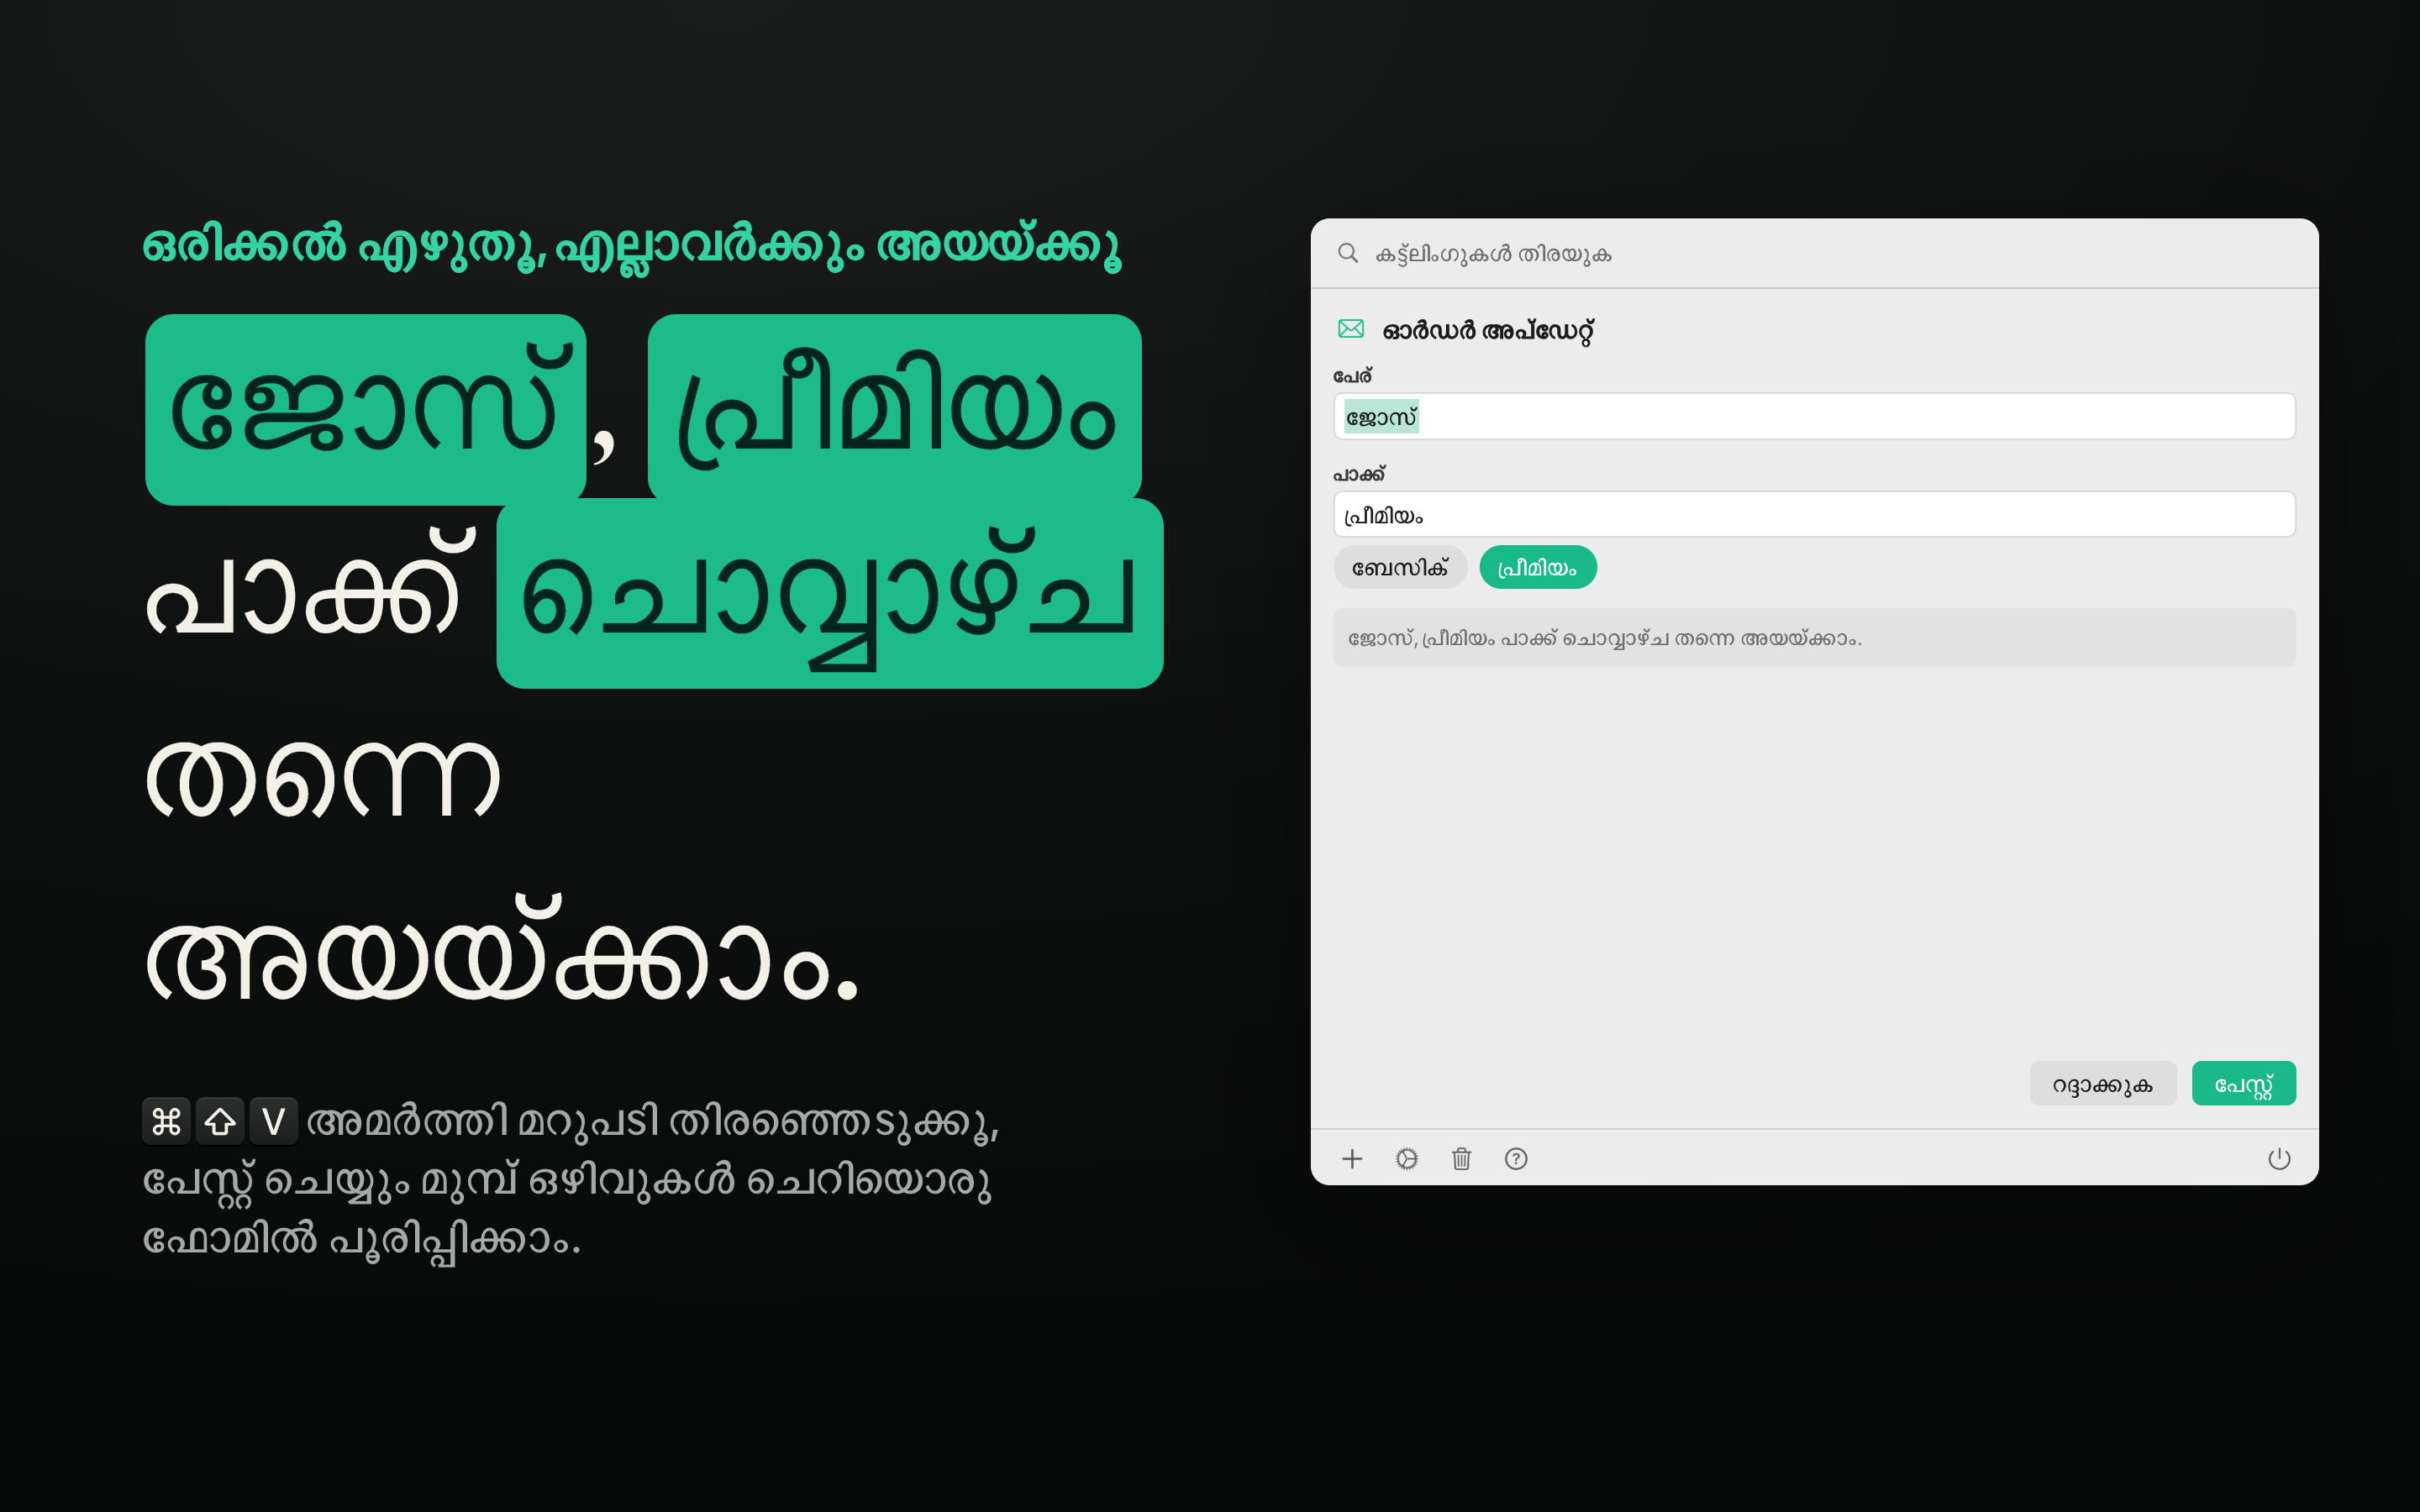 ഒരിക്കൽ എഴുതൂ, എല്ലാവർക്കും അയയ്ക്കൂ
ജോസ്, പ്രീമിയം
പാക്ക് ചൊവ്വാഴ്ച
തന്നെ
അയയ്ക്കാം.
⌘ ⇧ V അമർത്തി മറുപടി തിരഞ്ഞെടുക്കൂ,
പേസ്റ്റ് ചെയ്യും മുമ്പ് ഒഴിവുകൾ ചെറിയൊരു
ഫോമിൽ പൂരിപ്പിക്കാം.
കട്ട്ലിംഗുകൾ തിരയുക
ഓർഡർ അപ്ഡേറ്റ്
പേര്
ജോസ്
പാക്ക്
പ്രീമിയം
ബേസിക് പ്രീമിയം
ജോസ്, പ്രീമിയം പാക്ക് ചൊവ്വാഴ്ച തന്നെ അയയ്ക്കാം.
റദ്ദാക്കുക പേസ്റ്റ്